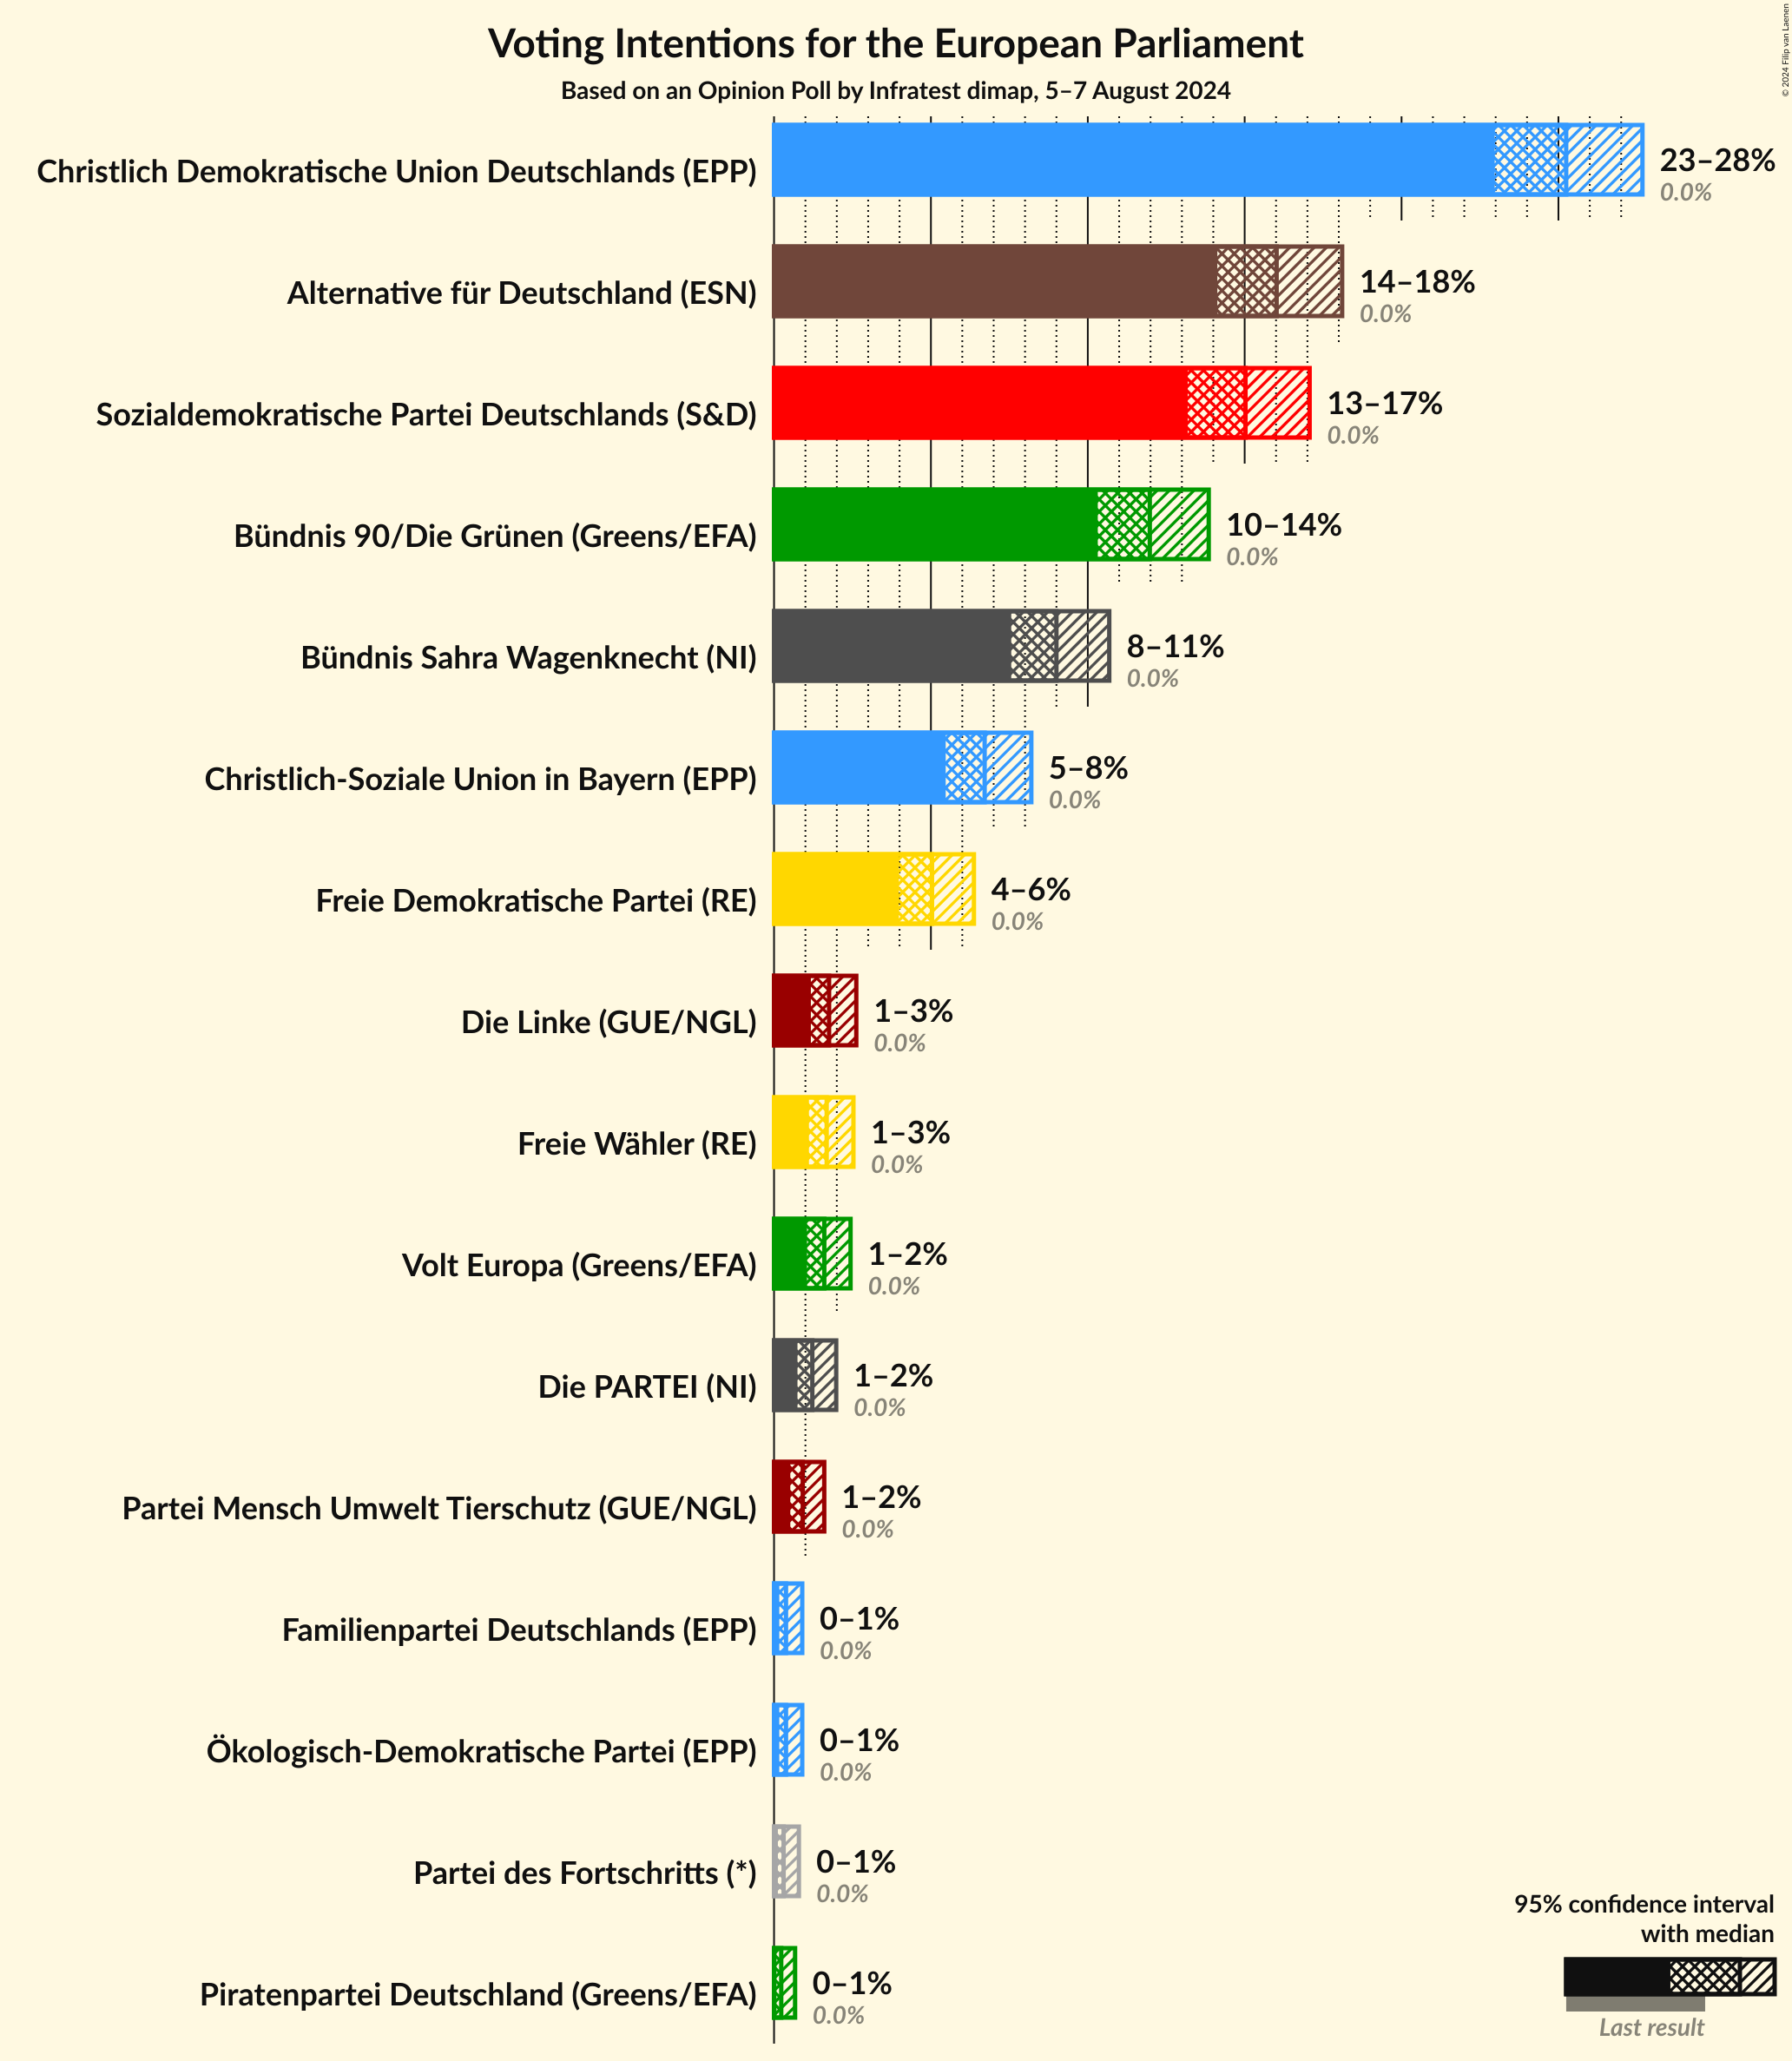 Voting Intentions for the European Parliament
Based on an Opinion Poll by Infratest dimap, 5–7 August 2024
© 2024 Filip van Laenen
Christlich Demokratische Union Deutschlands (EPP)
23–28%
0.0%
Alternative für Deutschland (ESN)
14–18%
0.0%
Sozialdemokratische Partei Deutschlands (S&D)
13–17%
0.0%
Bündnis 90/Die Grünen (Greens/EFA)
10–14%
0.0%
Bündnis Sahra Wagenknecht (NI)
8–11%
0.0%
Christlich-Soziale Union in Bayern (EPP)
5–8%
0.0%
Freie Demokratische Partei (RE)
4–6%
0.0%
Die Linke (GUE/NGL)
1–3%
0.0%
Freie Wähler (RE)
1–3%
0.0%
Volt Europa (Greens/EFA)
1–2%
0.0%
Die PARTEI (NI)
1–2%
0.0%
Partei Mensch Umwelt Tierschutz (GUE/NGL)
1–2%
0.0%
Familienpartei Deutschlands (EPP)
0–1%
0.0%
Ökologisch-Demokratische Partei (EPP)
0–1%
0.0%
Partei des Fortschritts (*)
0–1%
0.0%
Piratenpartei Deutschland (Greens/EFA)
0–1%
0.0%
95% confidence interval
with median
Last result